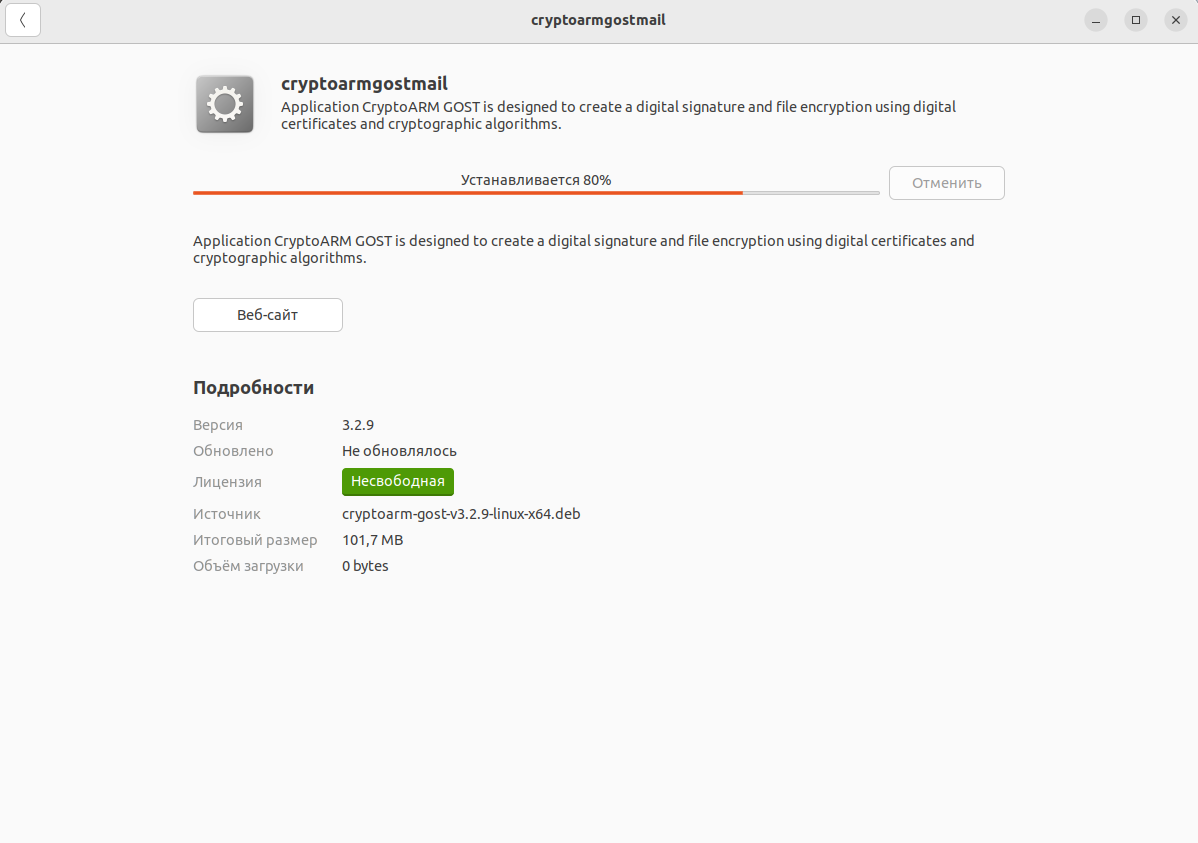 cryptoarmgostmail
cryptoarmgostmail
Application CryptoARM GOST is designed to create a digital signature and file encryption using digital
certificates and cryptographic algorithms.
Устанавливается 80%
Отменить
Application CryptoARM GOST is designed to create a digital signature and file encryption using digital certificates and
cryptographic algorithms.
Веб-сайт
Подробности
Версия 3.2.9
Обновлено Не обновлялось
Лицензия Несвободная
Источник cryptoarm-gost-v3.2.9-linux-x64.deb
Итоговый размер 101,7 MB
Объём загрузки 0 bytes